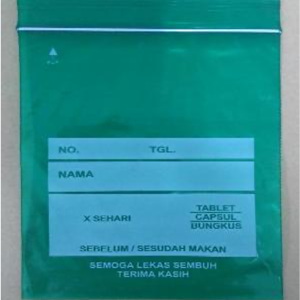 NO. TGL.
NAMA
X SEHARI
TABLET
CAPSUL
BUNGKUS
SEBELUM / SESUDAH MAKAN
SEMOGA LEKAS SEMBUH
TERIMA KASIH